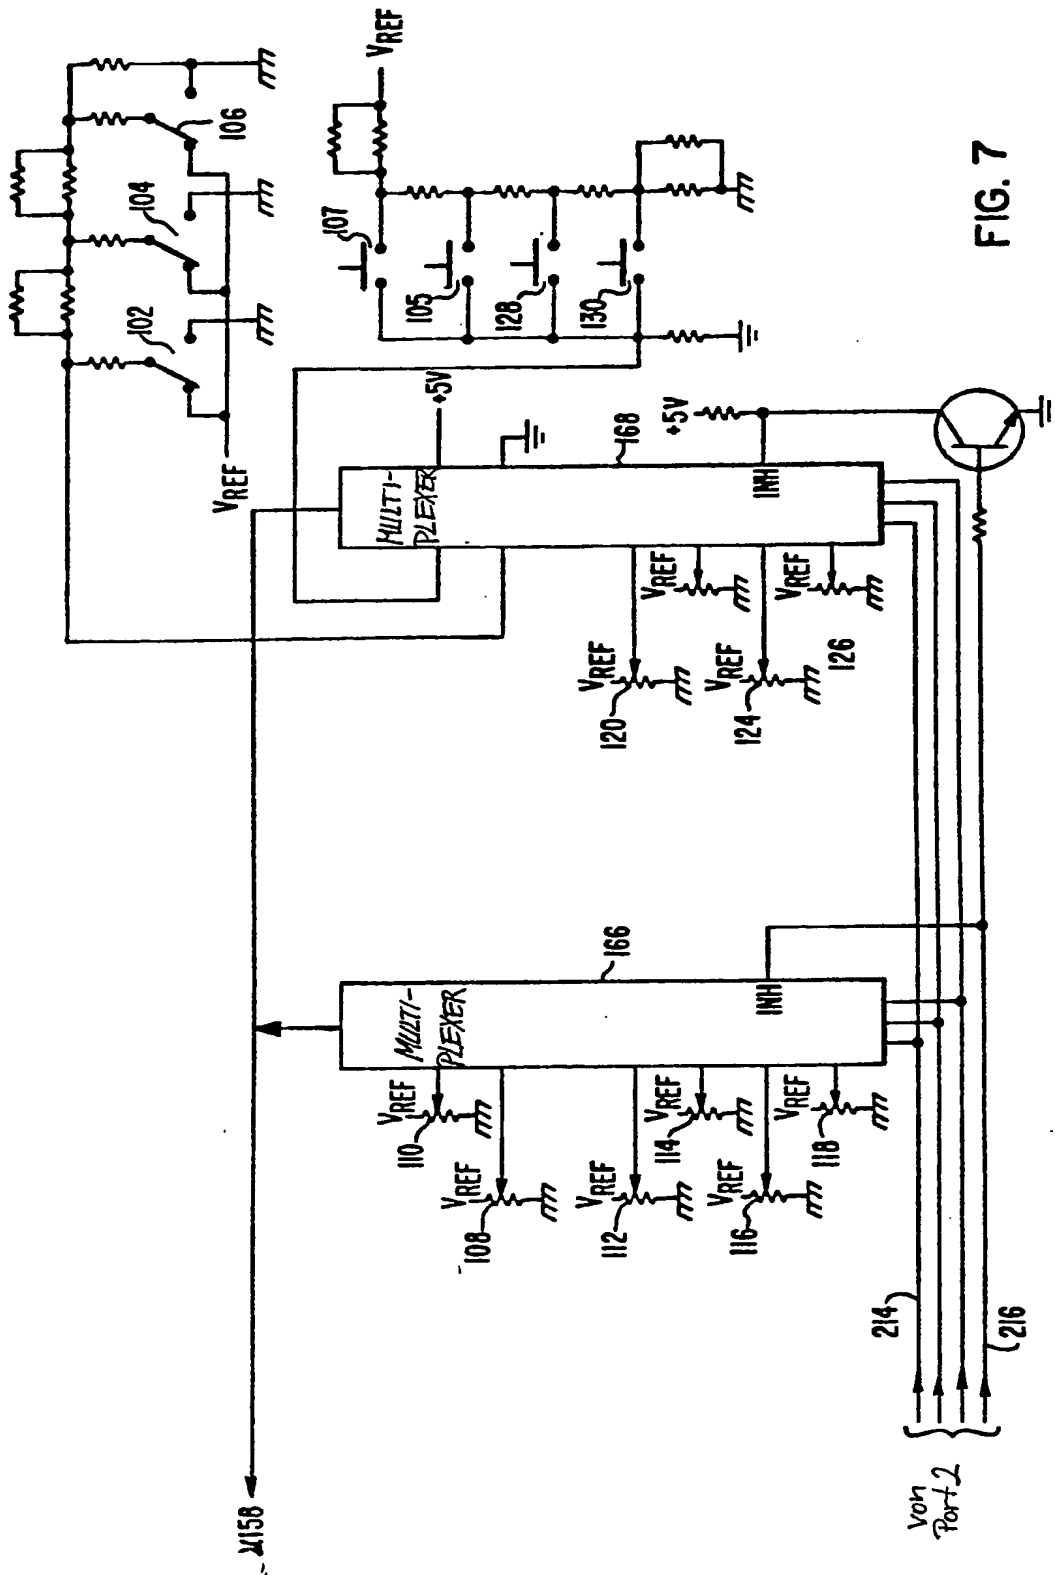 102
104
106
VREF
158
107
VREF
105
128
130
+5V
MULTI-
PLEXER
168
MULTI-
PLEXER
166
VREF
110
VREF
108
VREF
112
VREF
114
VREF
116
VREF
118
VREF
120
VREF
VREF
124
VREF
126
+5V
INH
INH
214
216
von
Port 2
FIG. 7